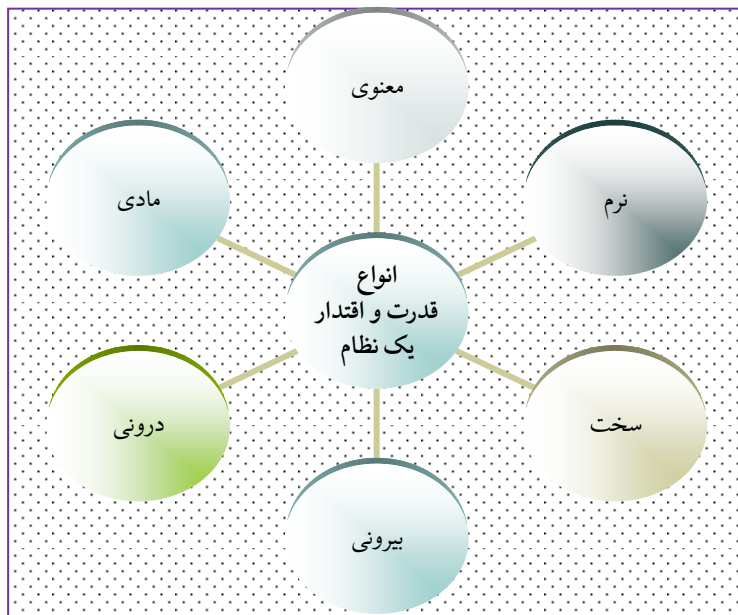 معنوی
نرم
سخت
بیرونی
درونی
مادی
انواع
قدرت و اقتدار
یک نظام